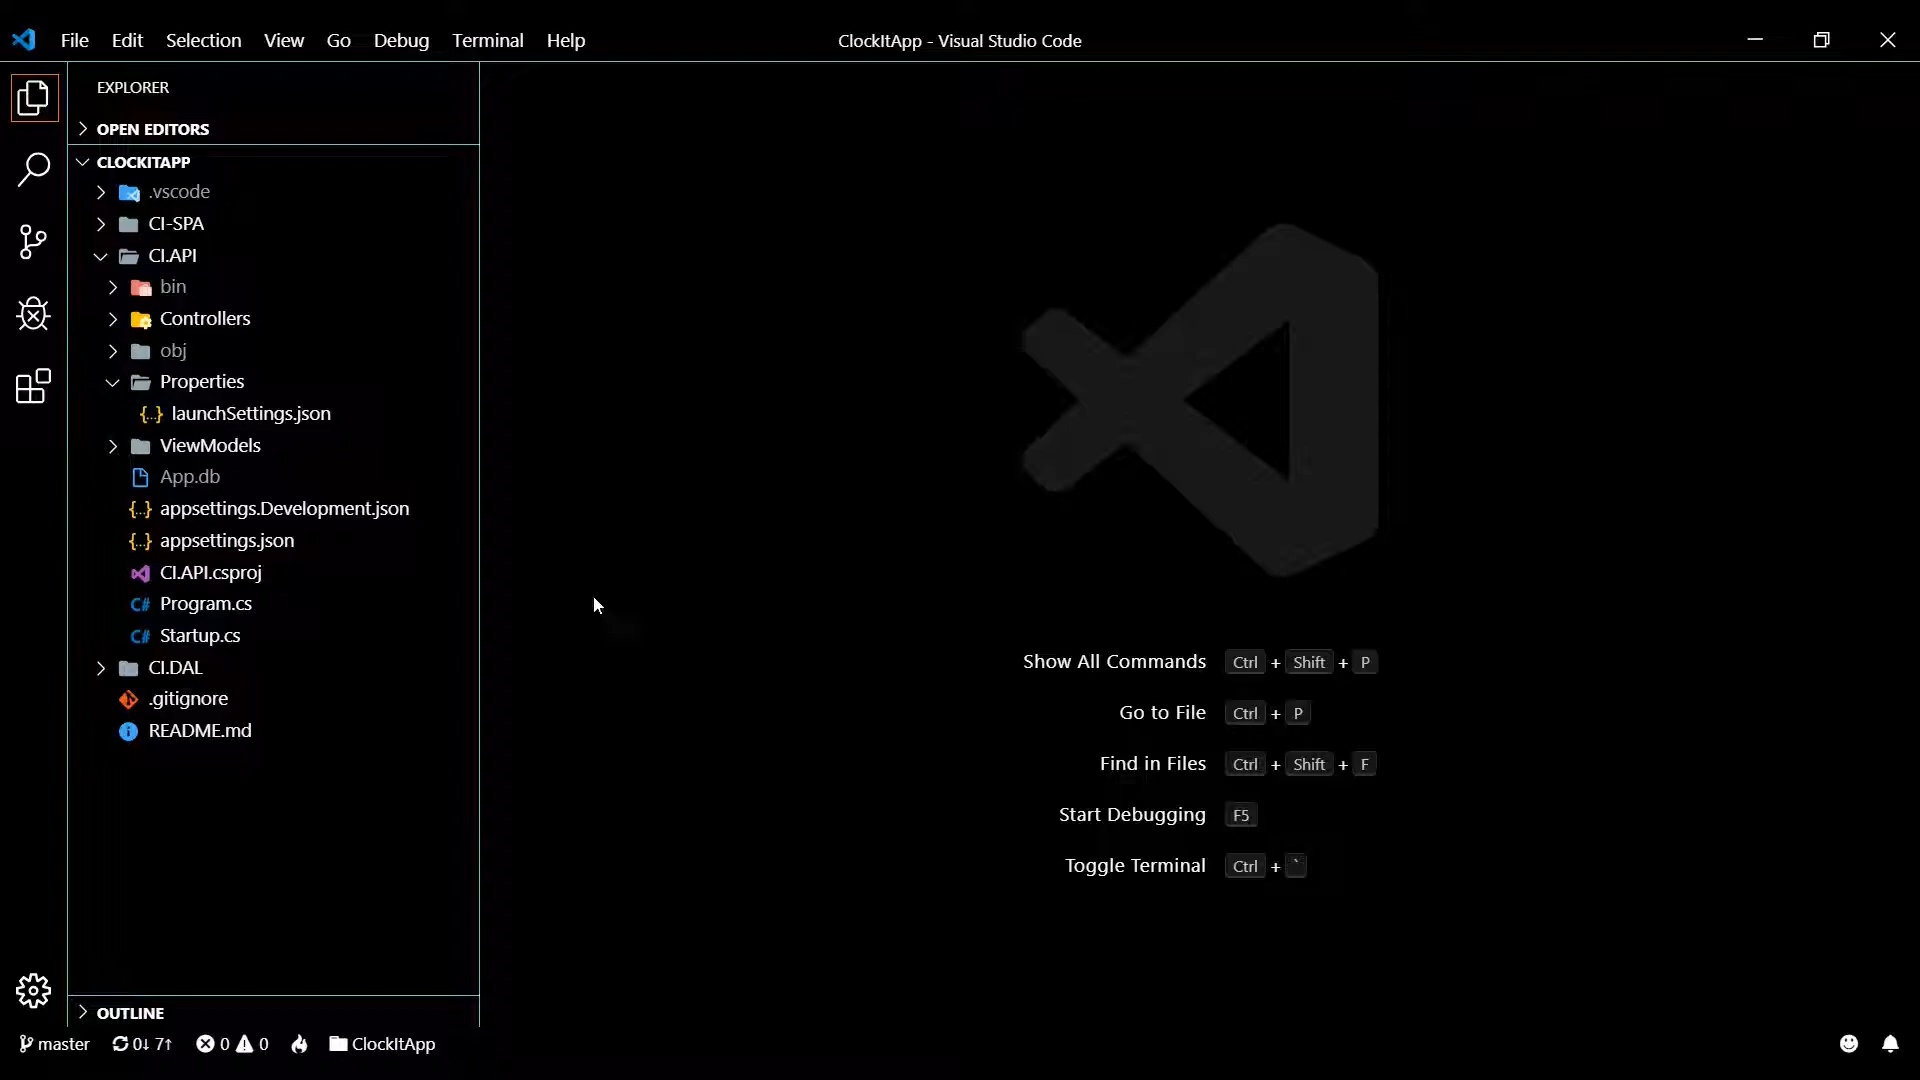 File Edit Selection View Go Debug Terminal Help
ClockItApp - Visual Studio Code
EXPLORER
OPEN EDITORS
CLOCKITAPP
.vscode
CI-SPA
CI.API
bin
Controllers
obj
Properties
{..} launchSettings.json
ViewModels
App.db
{..} appsettings.Development.json
{..} appsettings.json
CI.API.csproj
C# Program.cs
C# Startup.cs
CI.DAL
.gitignore
README.md
OUTLINE
Show All Commands Ctrl + Shift + P
Go to File Ctrl + P
Find in Files Ctrl + Shift + F
Start Debugging F5
Toggle Terminal Ctrl + `
master 0↓ 7↑ 0 0 ClockItApp